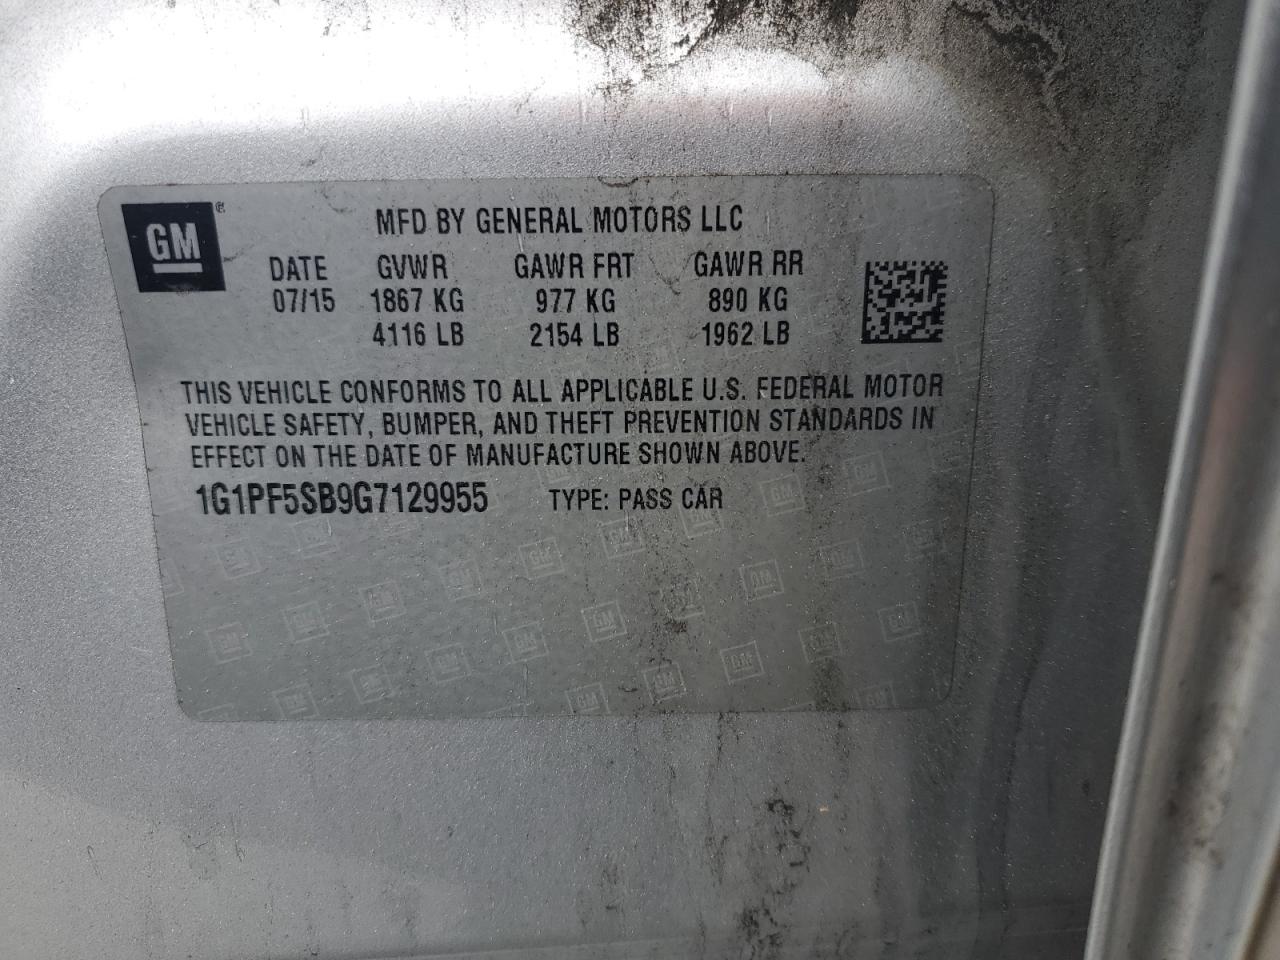 GM
MFD BY GENERAL MOTORS LLC
DATE GVWR GAWR FRT GAWR RR
07/15 1867 KG 977 KG 890 KG
4116 LB 2154 LB 1962 LB
THIS VEHICLE CONFORMS TO ALL APPLICABLE U.S. FEDERAL MOTOR
VEHICLE SAFETY, BUMPER, AND THEFT PREVENTION STANDARDS IN
EFFECT ON THE DATE OF MANUFACTURE SHOWN ABOVE.
1G1PF5SB9G7129955 TYPE: PASS CAR